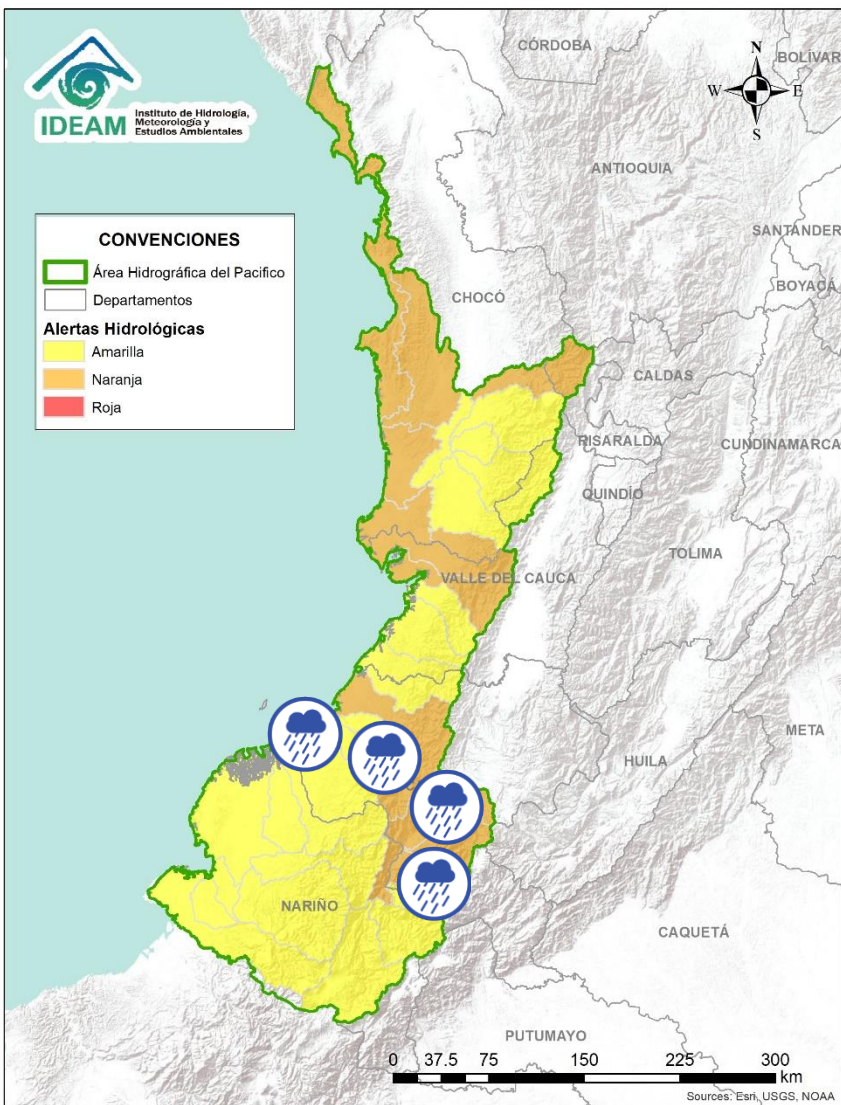 IDEAM
Instituto de Hidrología,
Meteorología y
Estudios Ambientales
CÓRDOBA
BOLÍVAR
N
W
E
S
ANTIOQUIA
SANTANDER
BOYACÁ
CONVENCIONES
Área Hidrográfica del Pacifico
Departamentos
Alertas Hidrológicas
Amarilla
Naranja
Roja
CHOCÓ
CALDAS
RISARALDA
CUNDINAMARCA
QUINDÍO
TOLIMA
VALLE DEL CAUCA
META
HUILA
NARIÑO
CAQUETÁ
PUTUMAYO
0 37.5 75 150 225 300
km
Sources: Esri, USGS, NOAA